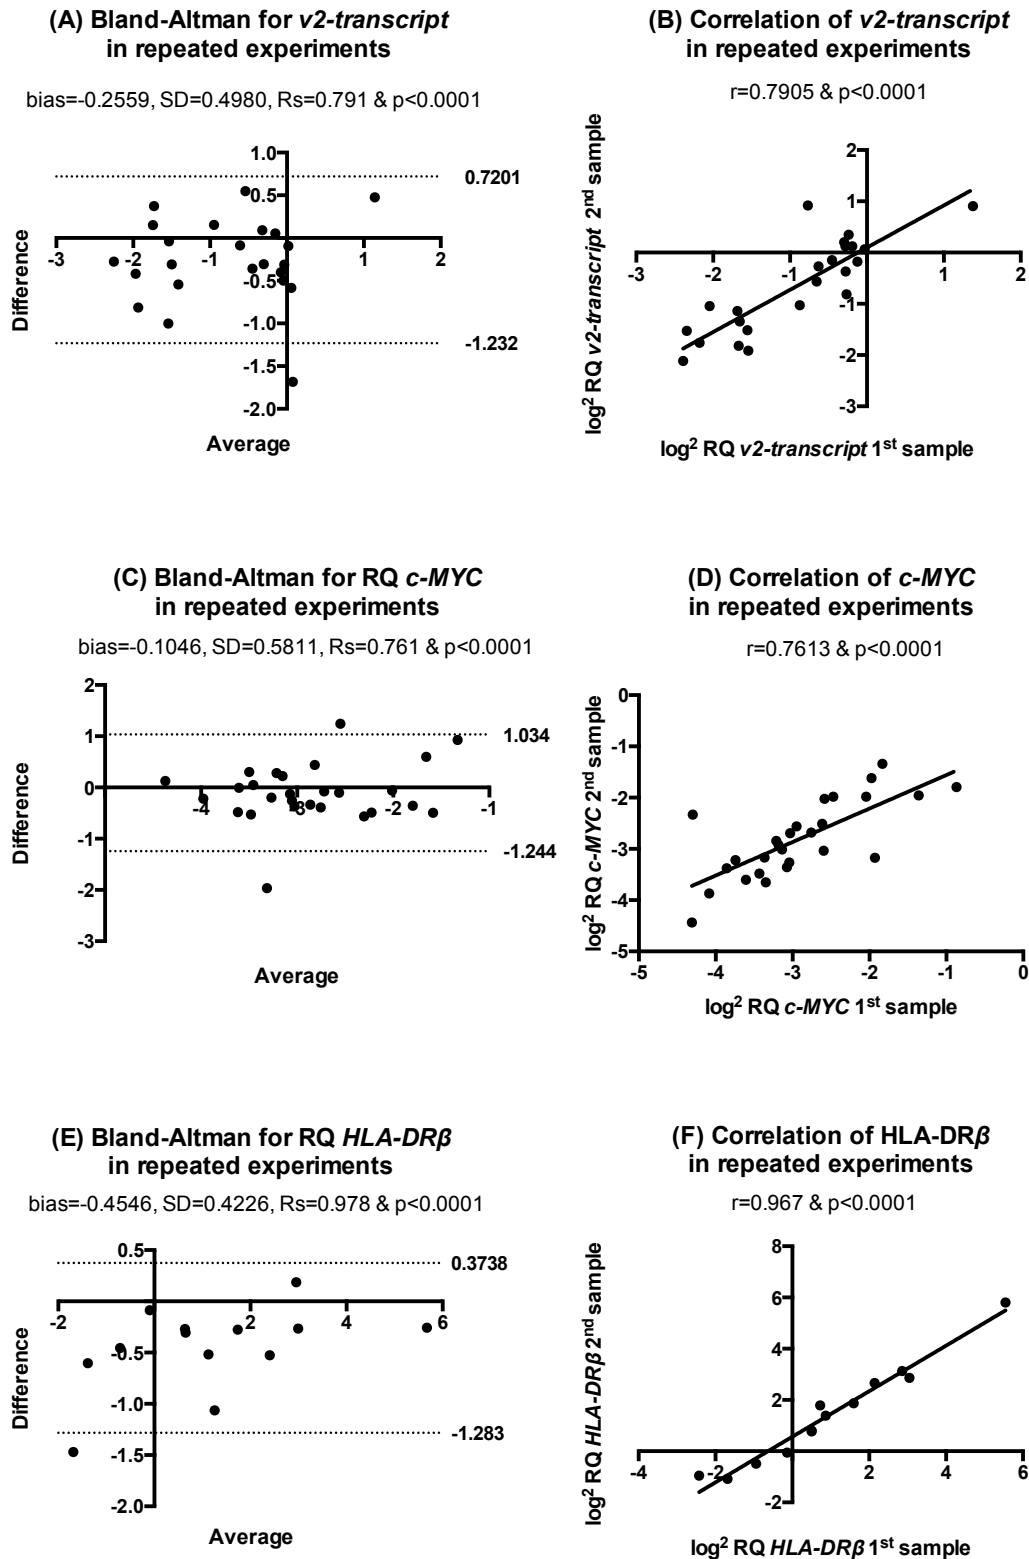 (A) Bland-Altman for v2-transcript
in repeated experiments
bias=-0.2559, SD=0.4980, Rs=0.791 & p<0.0001
1.0
0.7201
0.5
-3 -2 -1 1 2
-0.5
-1.0
-1.232
-1.5
-2.0
Difference
Average
(B) Correlation of v2-transcript
in repeated experiments
r=0.7905 & p<0.0001
2
1
-3 -2 -1 1 2
-1
-2
-3
log² RQ v2-transcript 2nd sample
log² RQ v2-transcript 1st sample
(C) Bland-Altman for RQ c-MYC
in repeated experiments
bias=-0.1046, SD=0.5811, Rs=0.761 & p<0.0001
2
1.034
1
0
-4 -3 -2 -1
-1
-1.244
-2
-3
Difference
Average
(D) Correlation of c-MYC
in repeated experiments
r=0.7613 & p<0.0001
0
-1
-2
-3
-4
-5
-5 -4 -3 -2 -1 0
log² RQ c-MYC 2nd sample
log² RQ c-MYC 1st sample
(E) Bland-Altman for RQ HLA-DRβ
in repeated experiments
bias=-0.4546, SD=0.4226, Rs=0.978 & p<0.0001
0.5
0.3738
-2 2 4 6
-0.5
-1.0
-1.283
-1.5
-2.0
Difference
Average
(F) Correlation of HLA-DRβ
in repeated experiments
r=0.967 & p<0.0001
8
6
4
2
-4 -2 2 4 6
-2
log² RQ HLA-DRβ 2nd sample
log² RQ HLA-DRβ 1st sample